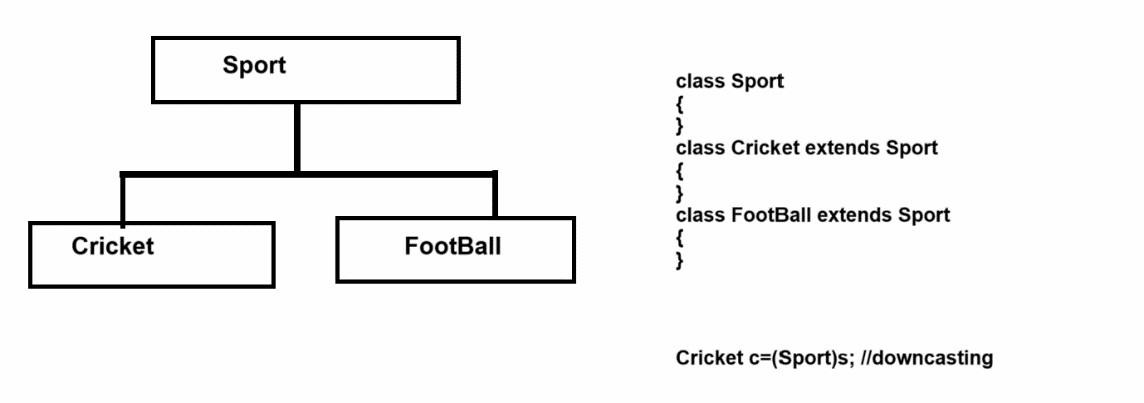 Sport
Cricket
FootBall
class Sport
{
}
class Cricket extends Sport
{
}
class FootBall extends Sport
{
}
Cricket c=(Sport)s; //downcasting